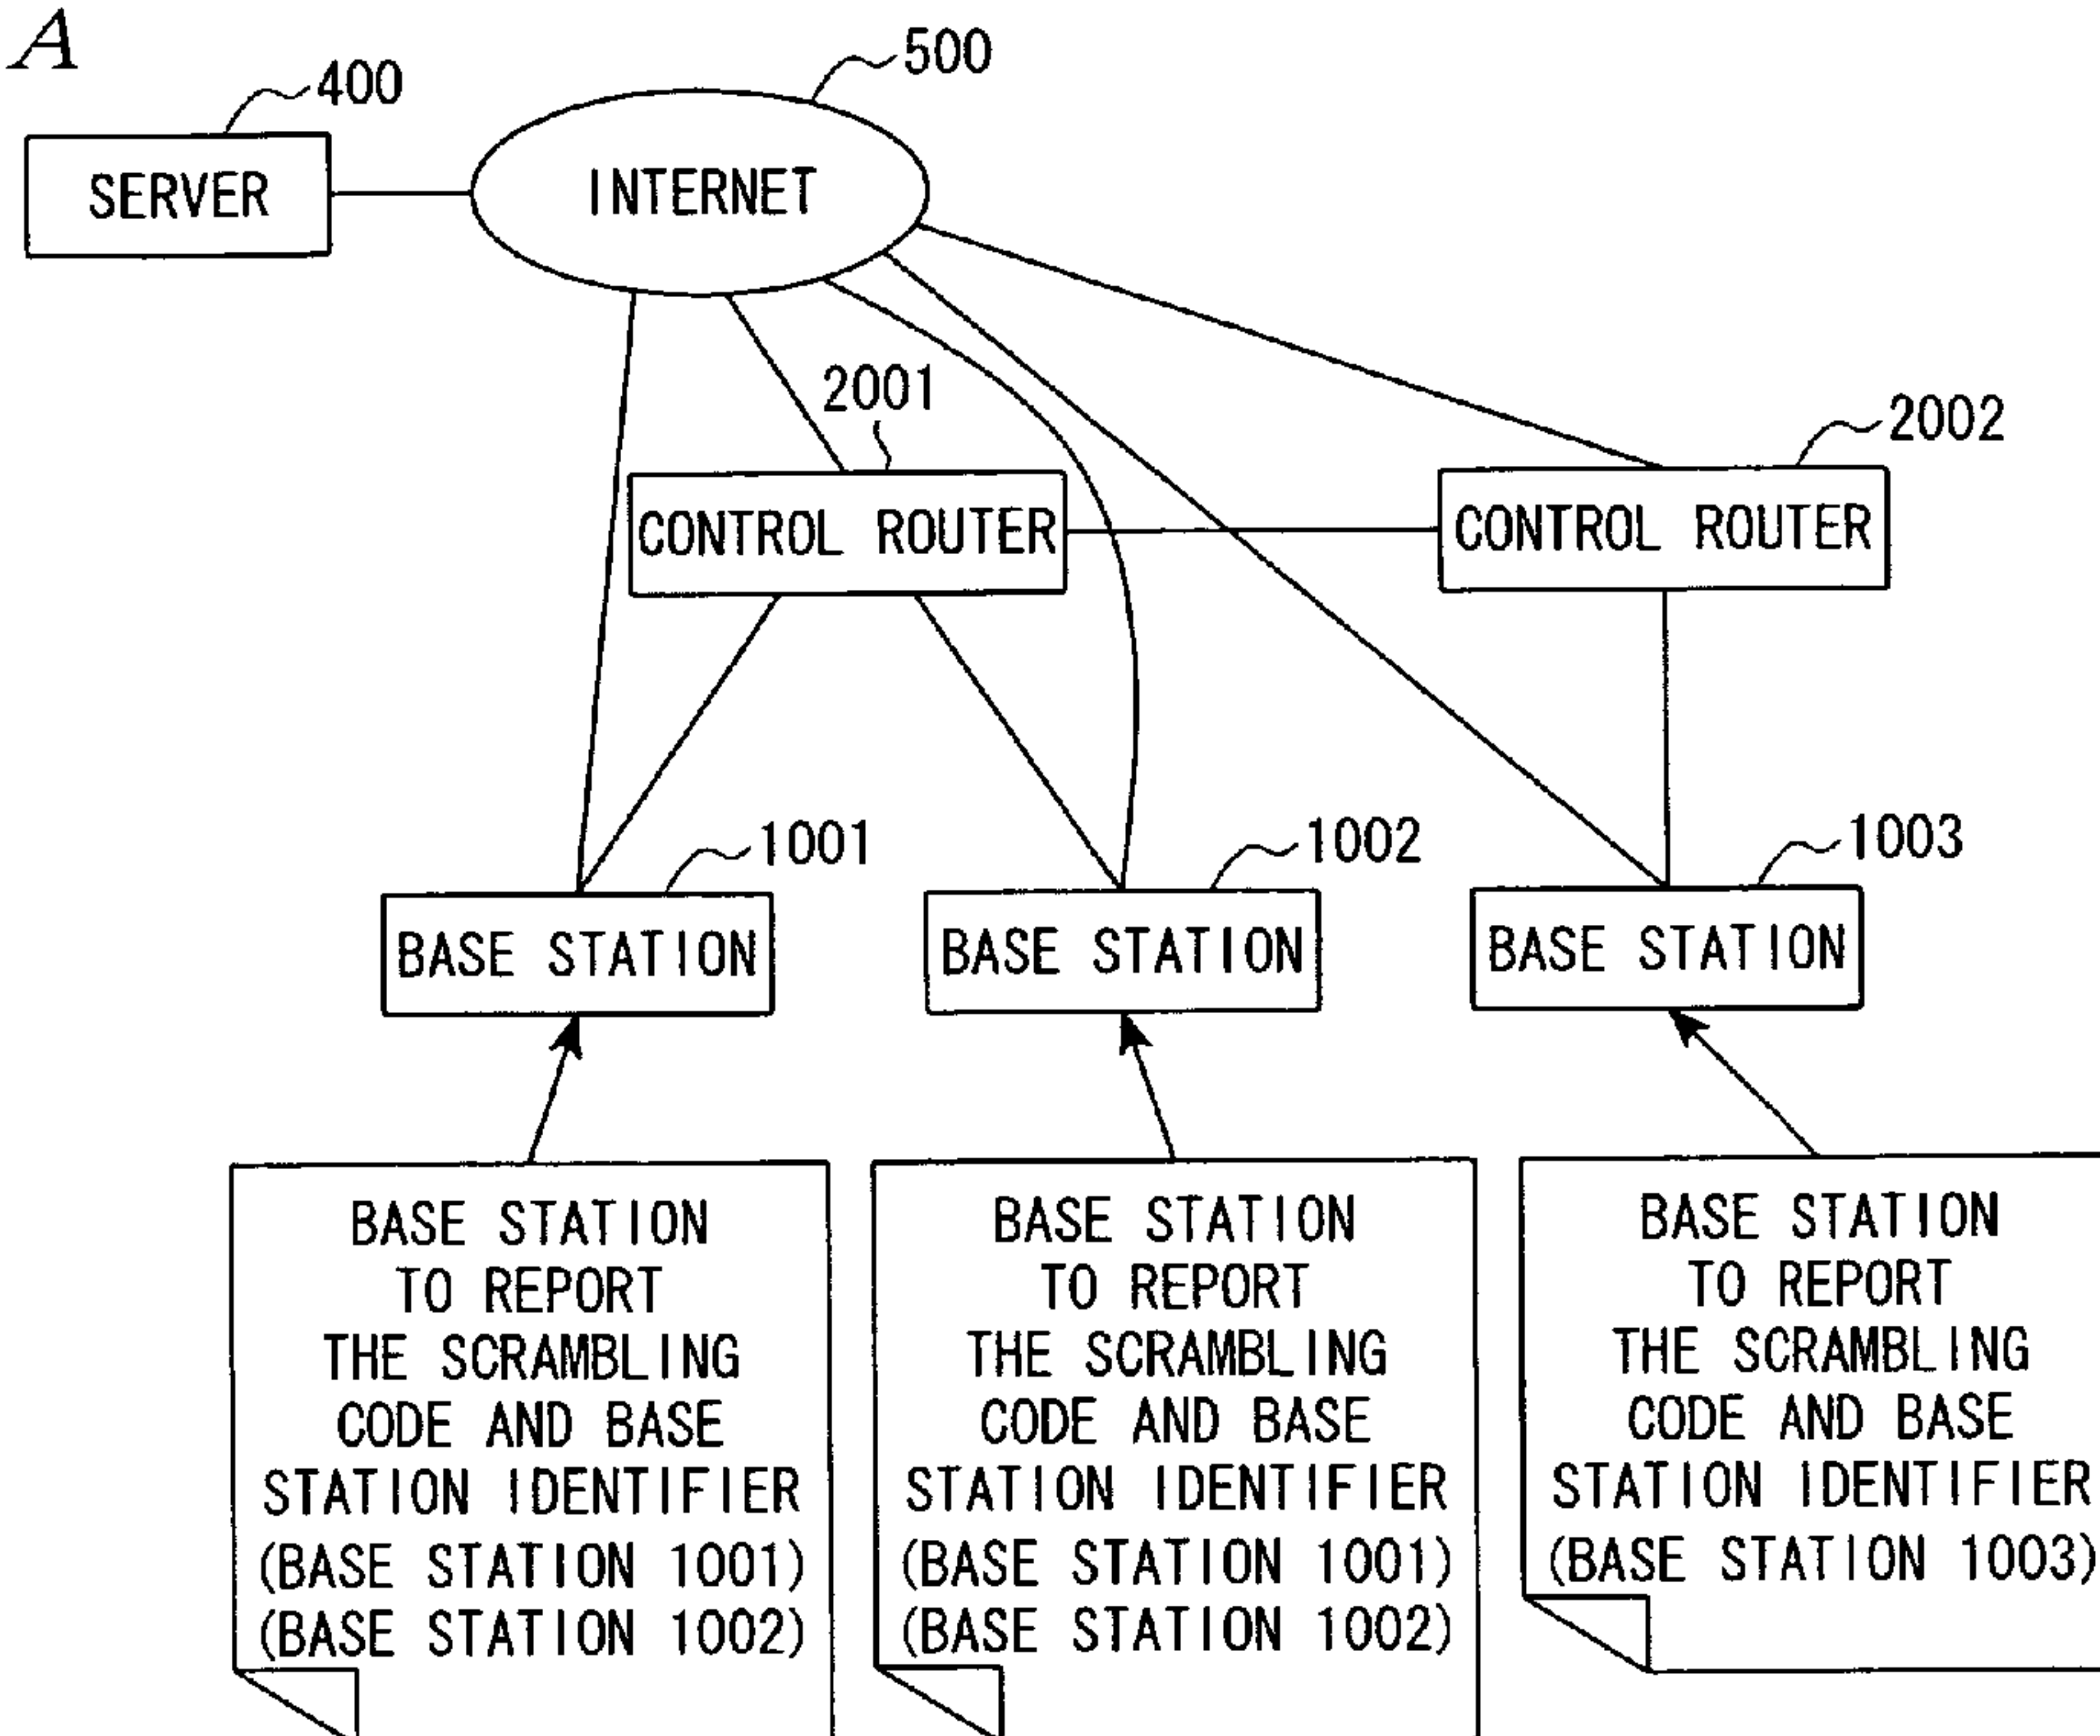 A
500
400
SERVER
INTERNET
2001
2002
CONTROL ROUTER
CONTROL ROUTER
1001
1002
1003
BASE STATION
BASE STATION
BASE STATION
BASE STATION
TO REPORT
THE SCRAMBLING
CODE AND BASE
STATION IDENTIFIER
(BASE STATION 1001)
(BASE STATION 1002)
BASE STATION
TO REPORT
THE SCRAMBLING
CODE AND BASE
STATION IDENTIFIER
(BASE STATION 1001)
(BASE STATION 1002)
BASE STATION
TO REPORT
THE SCRAMBLING
CODE AND BASE
STATION IDENTIFIER
(BASE STATION 1003)